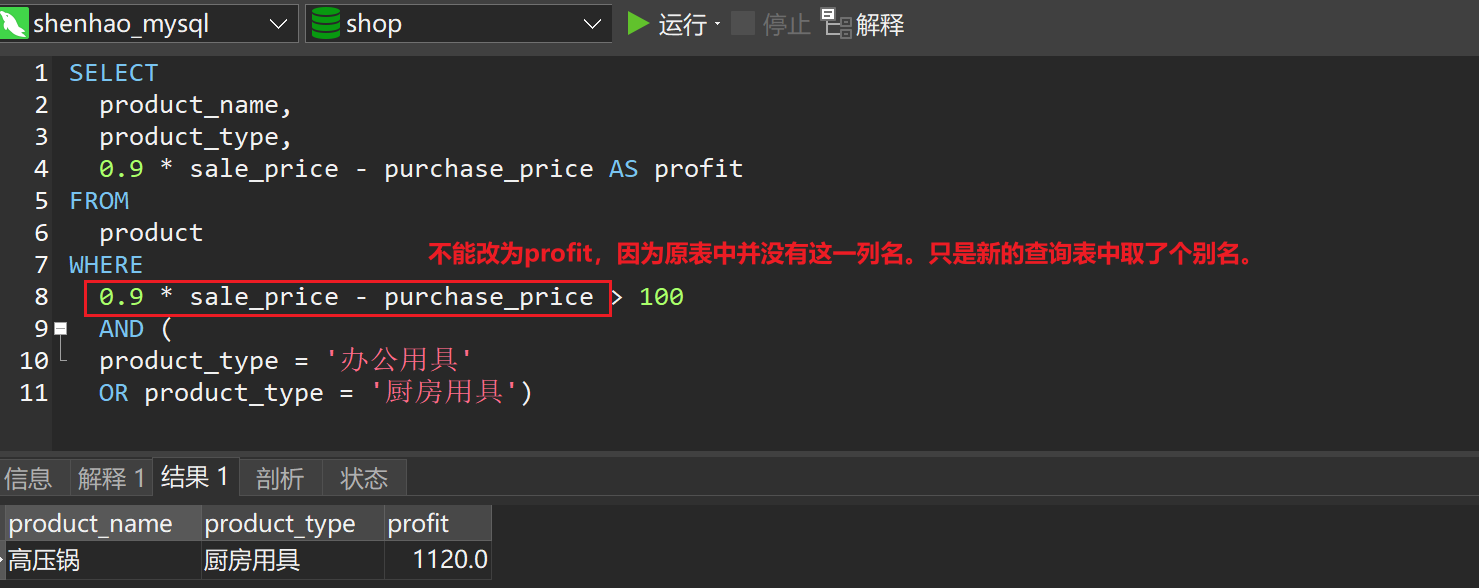 shenhao_mysql shop 运行 停止 解释
1 SELECT
2 product_name,
3 product_type,
4 0.9 * sale_price - purchase_price AS profit
5 FROM
6 product
不能改为profit，因为原表中并没有这一列名。只是新的查询表中取了个别名。
7 WHERE
8 0.9 * sale_price - purchase_price > 100
9 AND (
10 product_type = '办公用具'
11 OR product_type = '厨房用具')
信息 解释 1 结果 1 剖析 状态
product_name product_type profit
高压锅 厨房用具 1120.0